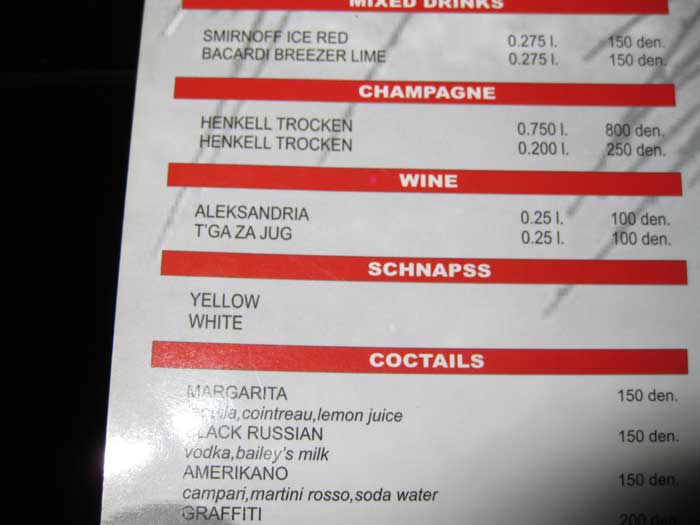 MIXED DRINKS
SMIRNOFF ICE RED 0.275 l. 150 den.
BACARDI BREEZER LIME 0.275 l. 150 den.
CHAMPAGNE
HENKELL TROCKEN 0.750 l. 800 den.
HENKELL TROCKEN 0.200 l. 250 den.
WINE
ALEKSANDRIA 0.25 l. 100 den.
T'GA ZA JUG 0.25 l. 100 den.
SCHNAPSS
YELLOW
WHITE
COCTAILS
MARGARITA 150 den.
tequila,cointreau,lemon juice
BLACK RUSSIAN 150 den.
vodka,bailey's milk
AMERIKANO 150 den.
campari,martini rosso,soda water
GRAFFITI 200 den.